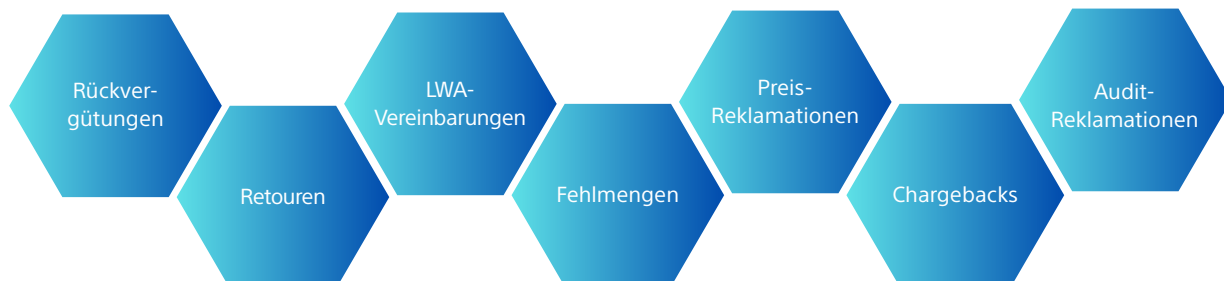 Rückver-
gütungen
Retouren
LWA-
Vereinbarungen
Fehlmengen
Preis-
Reklamationen
Chargebacks
Audit-
Reklamationen